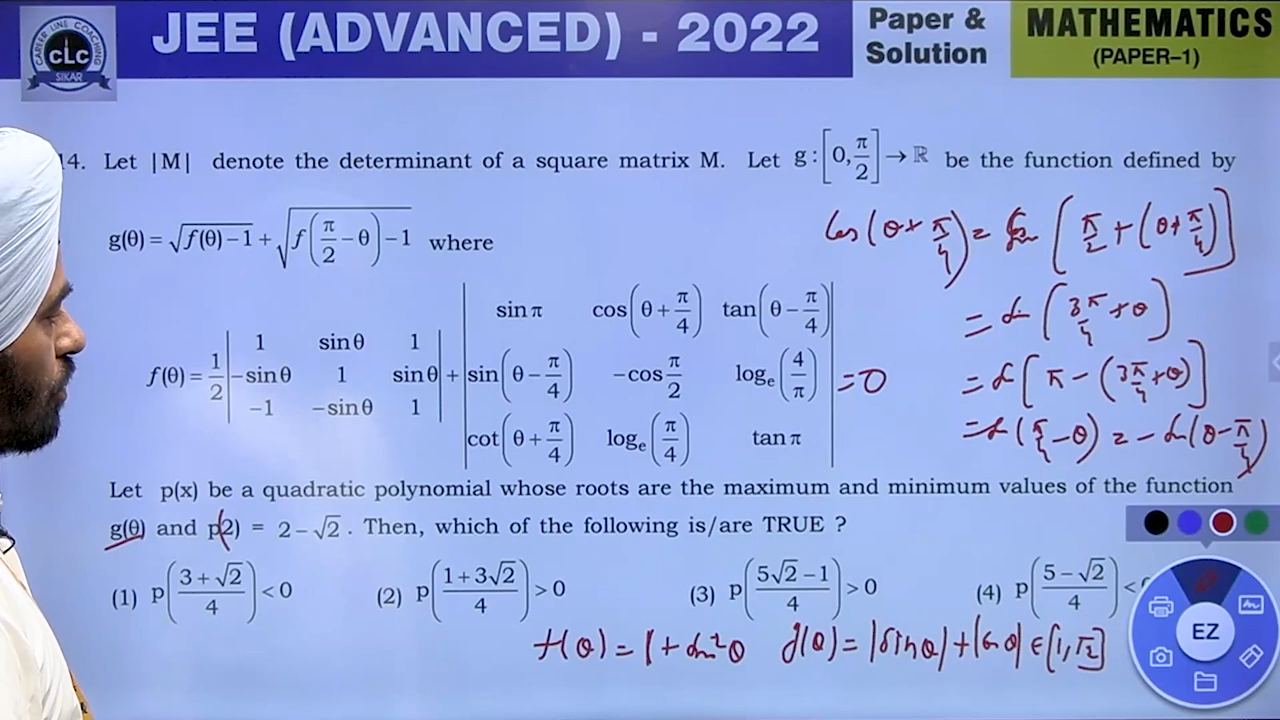 CAREER LINE COACHING
CLC
SIKAR
JEE (ADVANCED) - 2022
Paper &
Solution
MATHEMATICS
(PAPER-1)
14. Let |M| denote the determinant of a square matrix M. Let g : [0, π/2] → ℝ be the function defined by
g(θ) = √(f(θ) – 1) + √(f(π/2 – θ) – 1) where
f(θ) = 1/2 | 1 sinθ 1 ; –sinθ 1 sinθ ; –1 –sinθ 1 | + | sin π cos(θ + π/4) tan(θ – π/4) ; sin(θ – π/4) –cos π/2 logₑ(4/π) ; cot(θ + π/4) logₑ(π/4) tan π | = 0
Cos(θ + π/4) = Sin [π/2 + (θ + π/4)]
= sin (3π/4 + θ)
= sin [π – (3π/4 + θ)]
= sin (π/4 – θ) = – sin (θ – π/4)
Let p(x) be a quadratic polynomial whose roots are the maximum and minimum values of the function
g(θ) and p(2) = 2 – √2. Then, which of the following is/are TRUE ?
(1) p((3 + √2)/4) < 0 (2) p((1 + 3√2)/4) > 0 (3) p((5√2 – 1)/4) > 0 (4) p((5 – √2)/4) <
f(θ) = 1 + sin²θ g(θ) = |sinθ| + |cosθ| ∈ [1, √2]
EZ